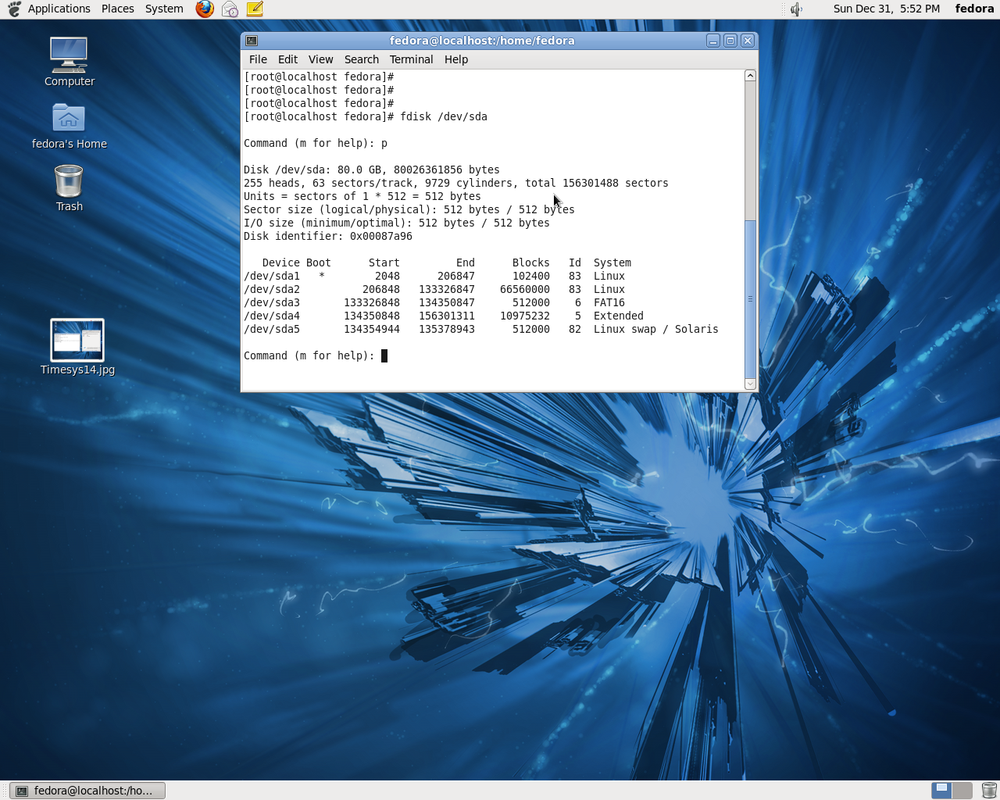 Applications Places System Sun Dec 31, 5:52 PM fedora
Computer
fedora's Home
Trash
Timesys14.jpg
fedora@localhost:/home/fedora
File Edit View Search Terminal Help
[root@localhost fedora]#
[root@localhost fedora]#
[root@localhost fedora]#
[root@localhost fedora]# fdisk /dev/sda
Command (m for help): p
Disk /dev/sda: 80.0 GB, 80026361856 bytes
255 heads, 63 sectors/track, 9729 cylinders, total 156301488 sectors
Units = sectors of 1 * 512 = 512 bytes
Sector size (logical/physical): 512 bytes / 512 bytes
I/O size (minimum/optimal): 512 bytes / 512 bytes
Disk identifier: 0x00087a96
Device Boot Start End Blocks Id System
/dev/sda1 * 2048 206847 102400 83 Linux
/dev/sda2 206848 133326847 66560000 83 Linux
/dev/sda3 133326848 134350847 512000 6 FAT16
/dev/sda4 134350848 156301311 10975232 5 Extended
/dev/sda5 134354944 135378943 512000 82 Linux swap / Solaris
Command (m for help):
fedora@localhost:/ho...